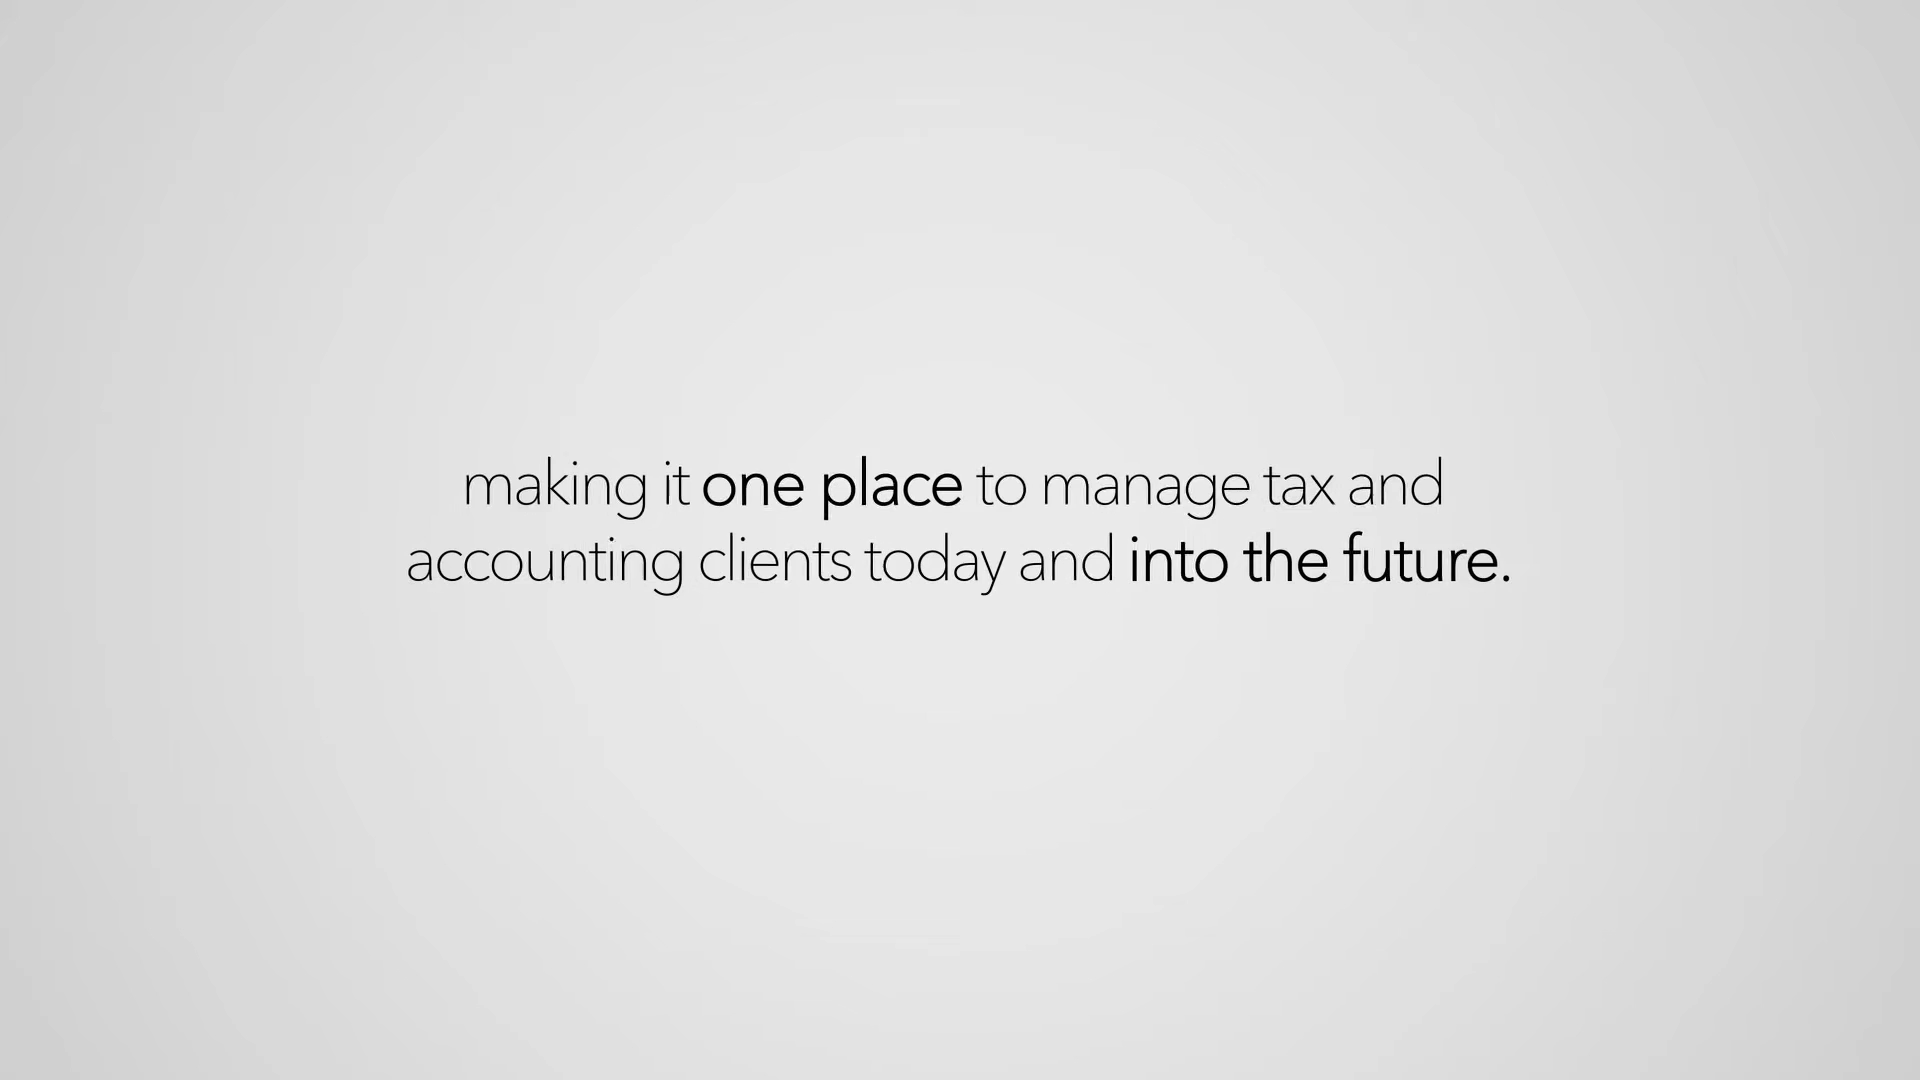 making it one place to manage tax and
accounting clients today and into the future.